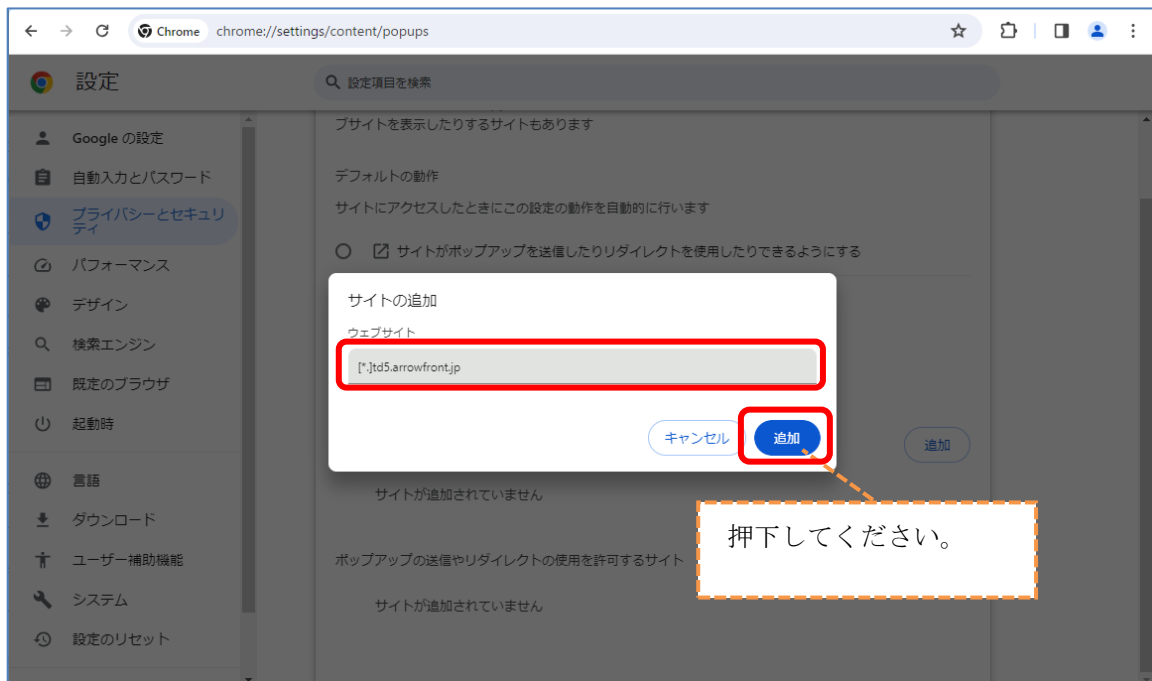 Chrome chrome://settings/content/popups
設定
設定項目を検索
Google の設定
自動入力とパスワード
プライバシーとセキュリ
ティ
パフォーマンス
デザイン
検索エンジン
既定のブラウザ
起動時
言語
ダウンロード
ユーザー補助機能
システム
設定のリセット
ブサイトを表示したりするサイトもあります
デフォルトの動作
サイトにアクセスしたときにこの設定の動作を自動的に行います
サイトがポップアップを送信したりリダイレクトを使用したりできるようにする
サイトの追加
ウェブサイト
[*.]td5.arrowfront.jp
キャンセル
追加
追加
サイトが追加されていません
押下してください。
ポップアップの送信やリダイレクトの使用を許可するサイト
サイトが追加されていません